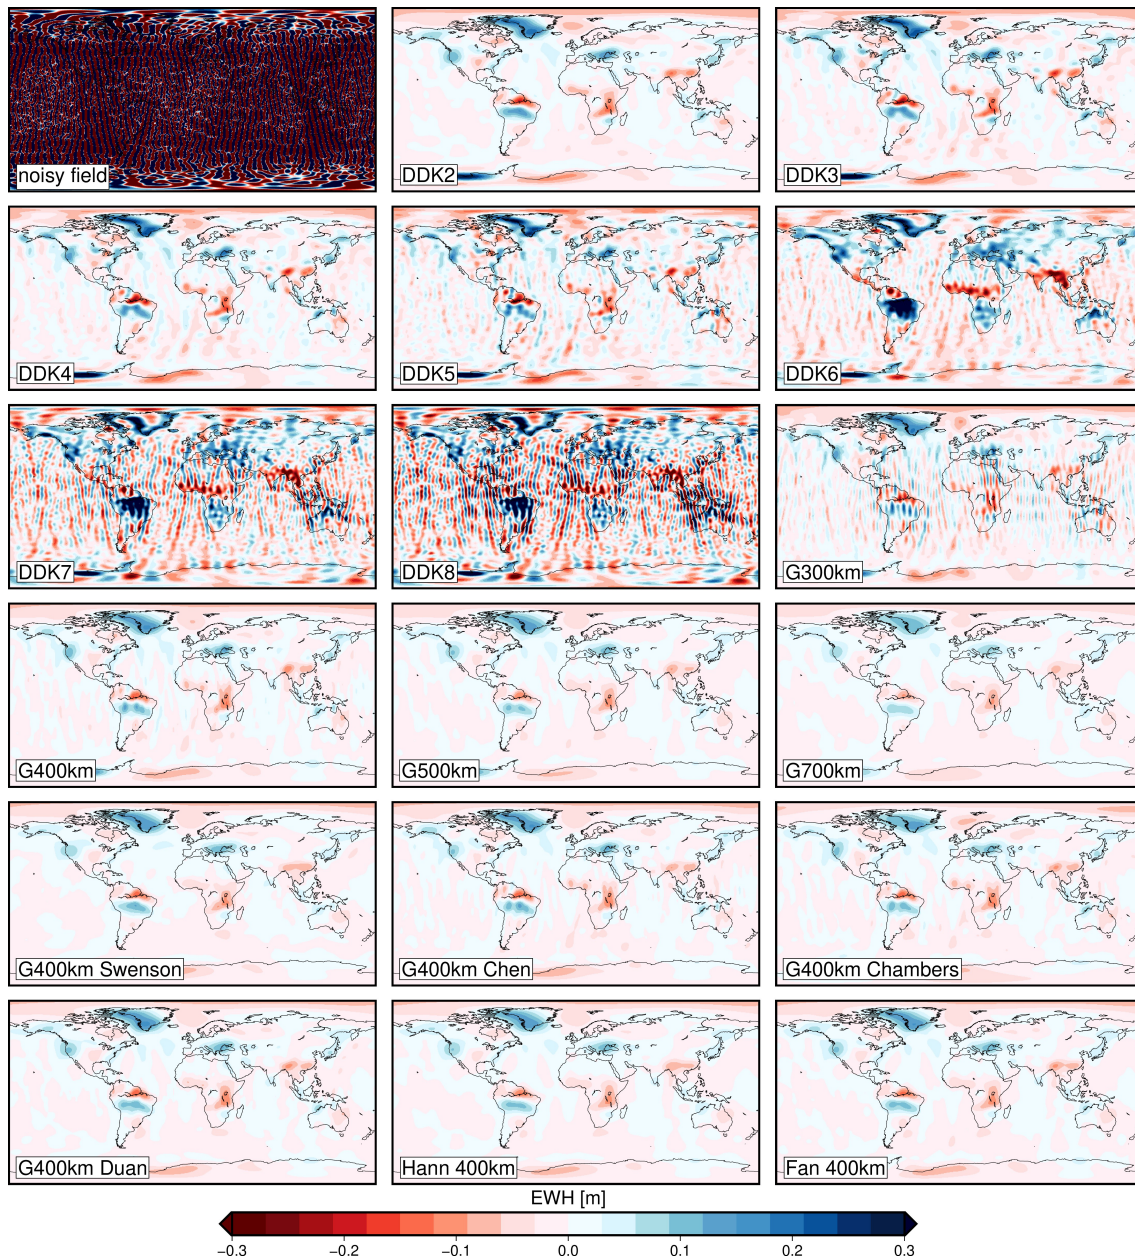 noisy field
DDK2
DDK3
DDK4
DDK5
DDK6
DDK7
DDK8
G300km
G400km
G500km
G700km
G400km Swenson
G400km Chen
G400km Chambers
G400km Duan
Hann 400km
Fan 400km
EWH [m]
−0.3 −0.2 −0.1 0.0 0.1 0.2 0.3